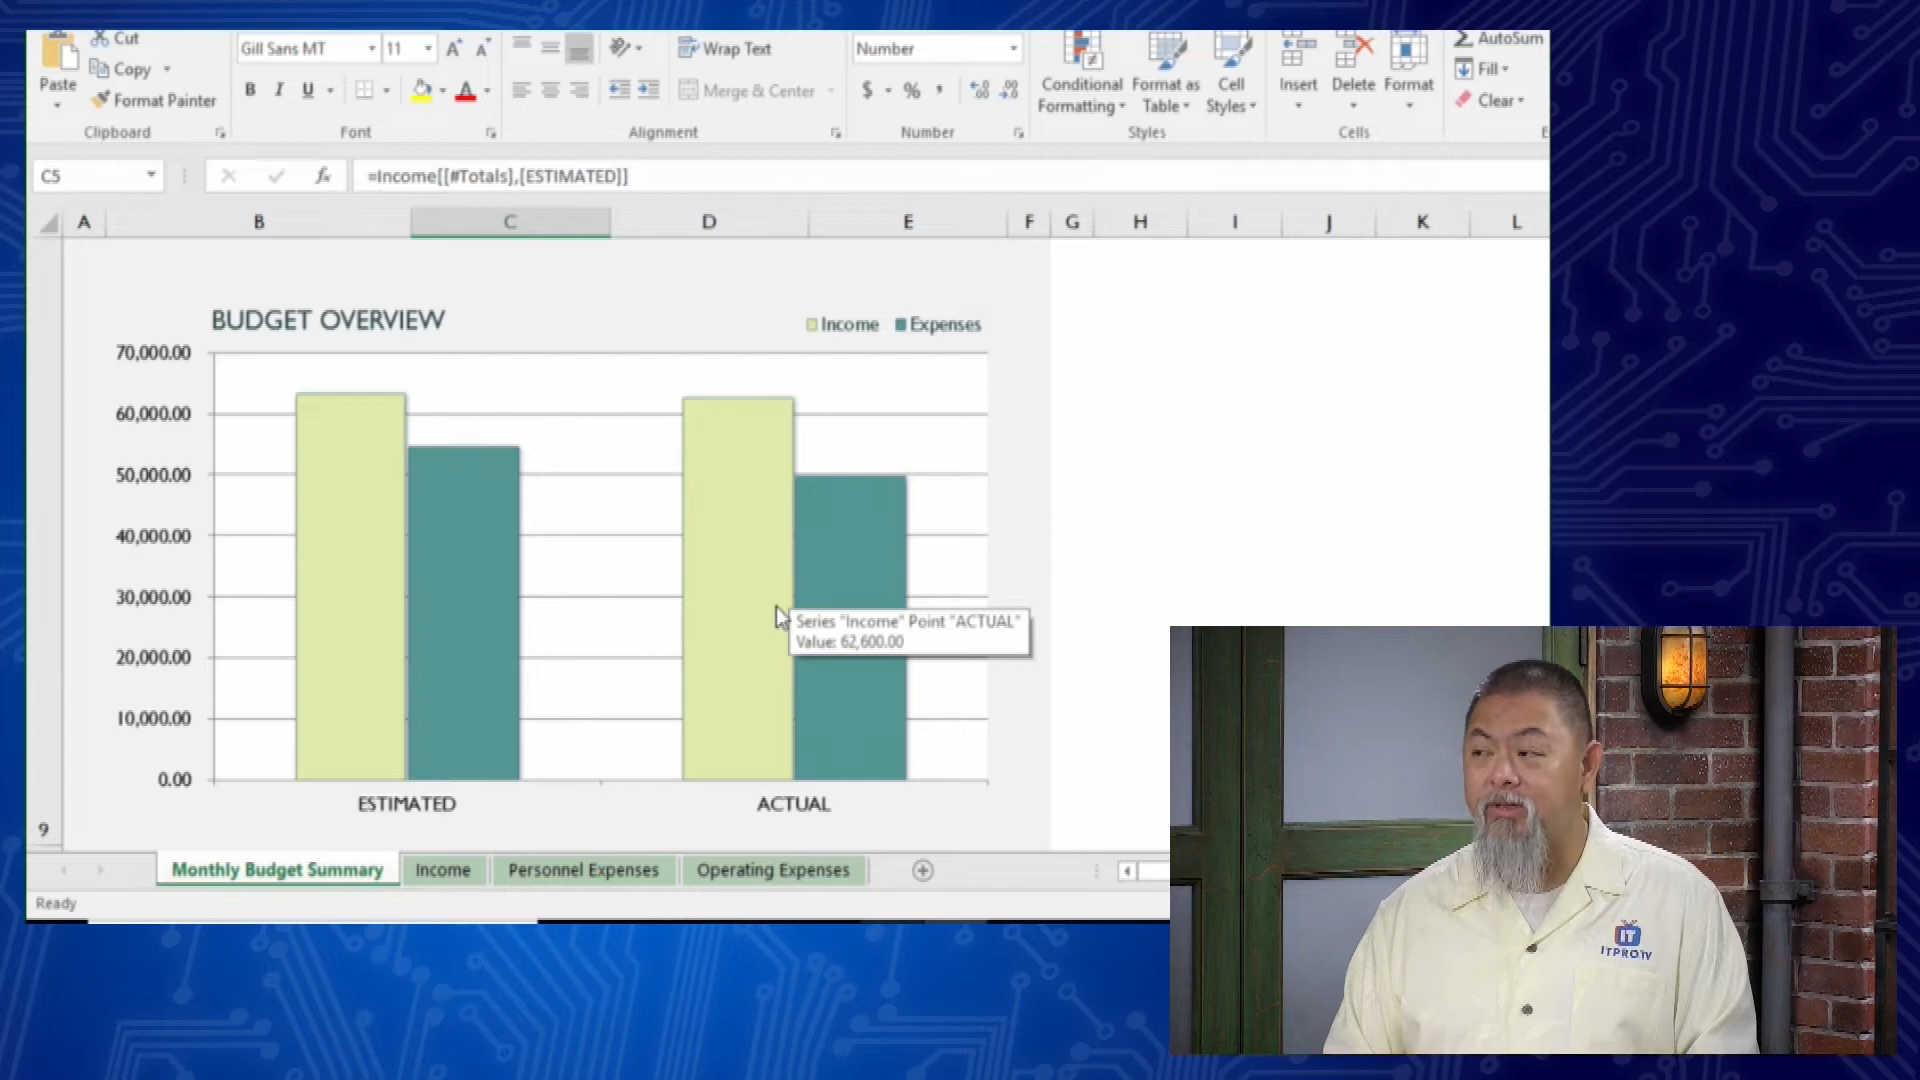 Cut
Gill Sans MT
11
Wrap Text
Number
AutoSum
Paste
Copy
Conditional Formatting
Format as Table
Cell Styles
Insert
Delete
Format
Fill
B I U
A
Merge & Center
$ % ,
Format Painter
Clear
Clipboard
Font
Alignment
Number
Styles
Cells
C5
fx
=Income[[#Totals],[ESTIMATED]]
A B C D E F G H I J K L
BUDGET OVERVIEW
Income Expenses
70,000.00
60,000.00
50,000.00
40,000.00
30,000.00
20,000.00
10,000.00
0.00
Series "Income" Point "ACTUAL"
Value: 62,600.00
ESTIMATED
ACTUAL
9
Monthly Budget Summary
Income
Personnel Expenses
Operating Expenses
Ready
IT
ITPROTV